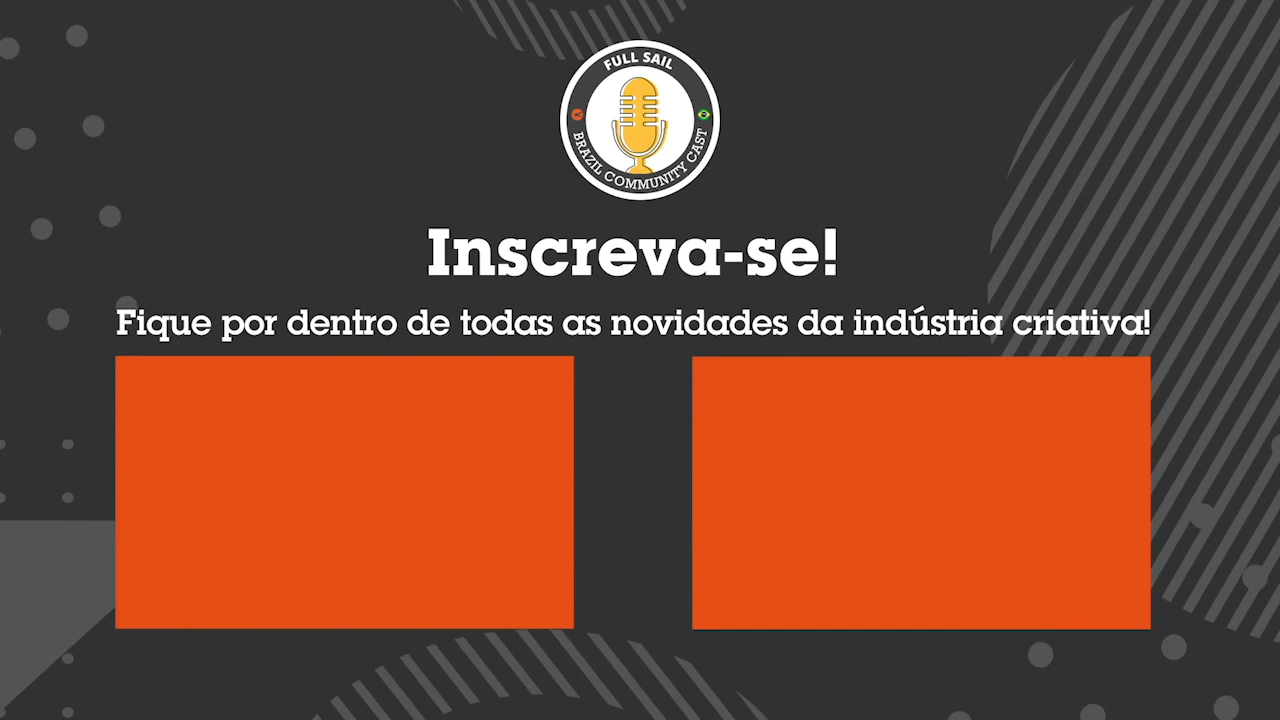 FULL SAIL
BRAZIL COMMUNITY CAST
Inscreva-se!
Fique por dentro de todas as novidades da indústria criativa!